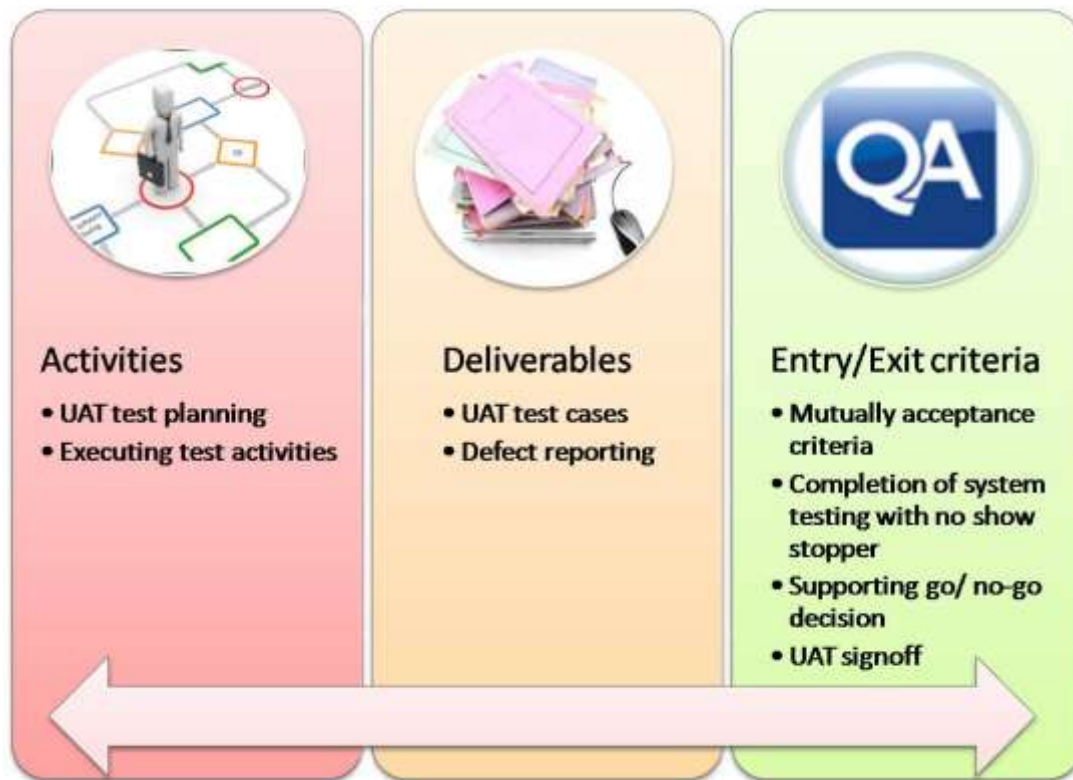 QA
Activities
• UAT test planning
• Executing test activities
Deliverables
• UAT test cases
• Defect reporting
Entry/Exit criteria
• Mutually acceptance
criteria
• Completion of system
testing with no show
stopper
• Supporting go/ no-go
decision
• UAT signoff